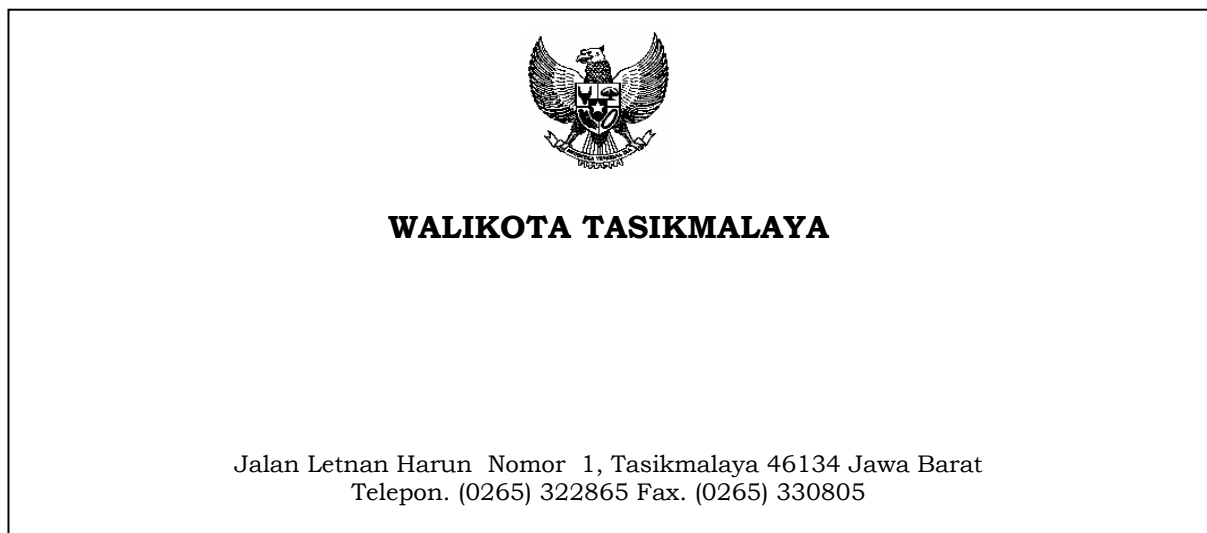 WALIKOTA TASIKMALAYA
Jalan Letnan Harun  Nomor  1, Tasikmalaya 46134 Jawa Barat
Telepon. (0265) 322865 Fax. (0265) 330805